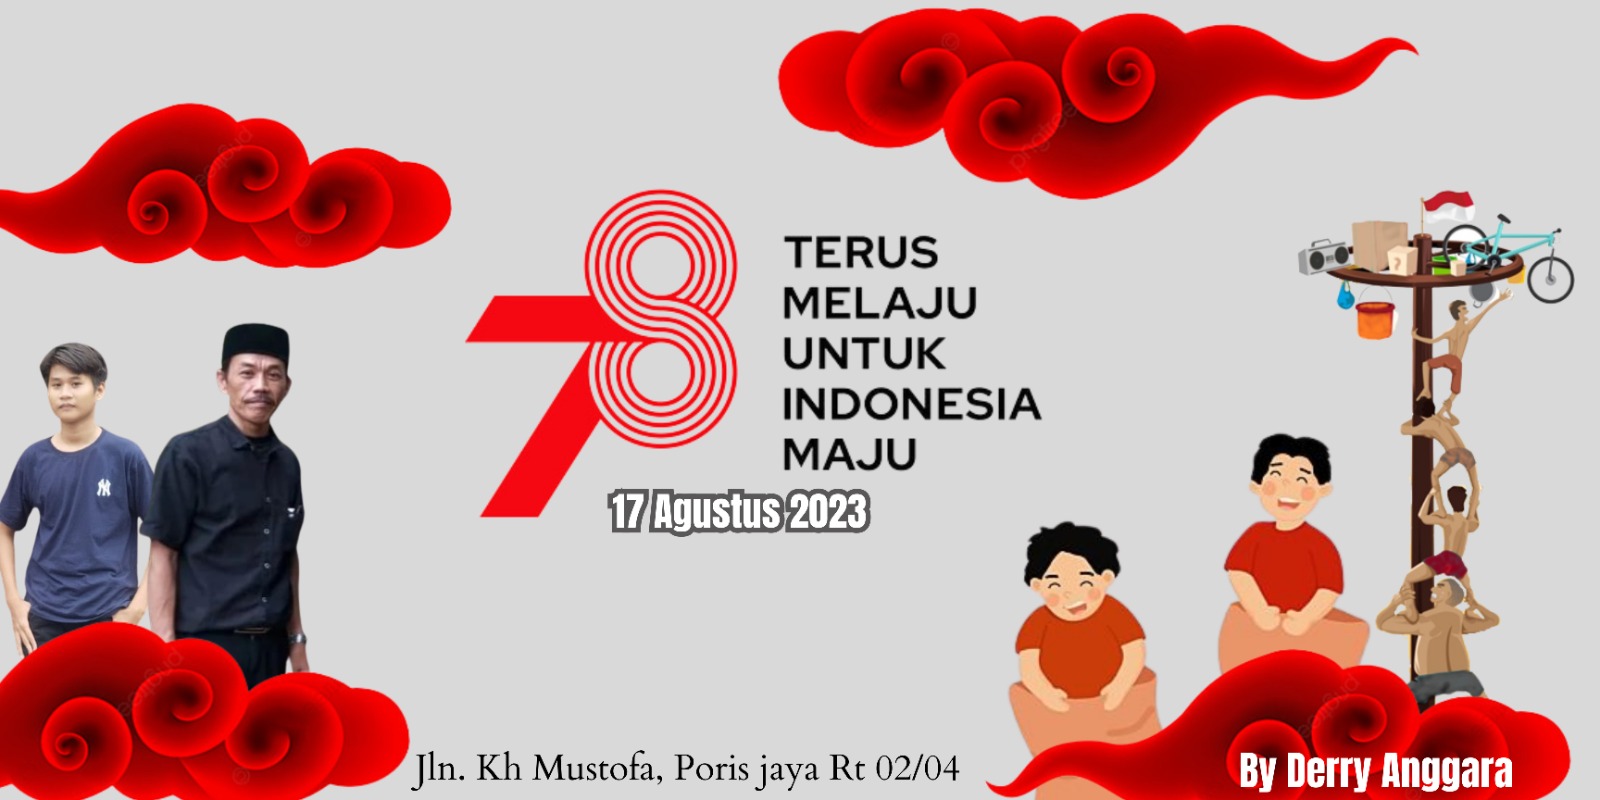 78
TERUS
MELAJU
UNTUK
INDONESIA
MAJU
17 Agustus 2023
NY
?
Jln. Kh Mustofa, Poris jaya Rt 02/04
By Derry Anggara